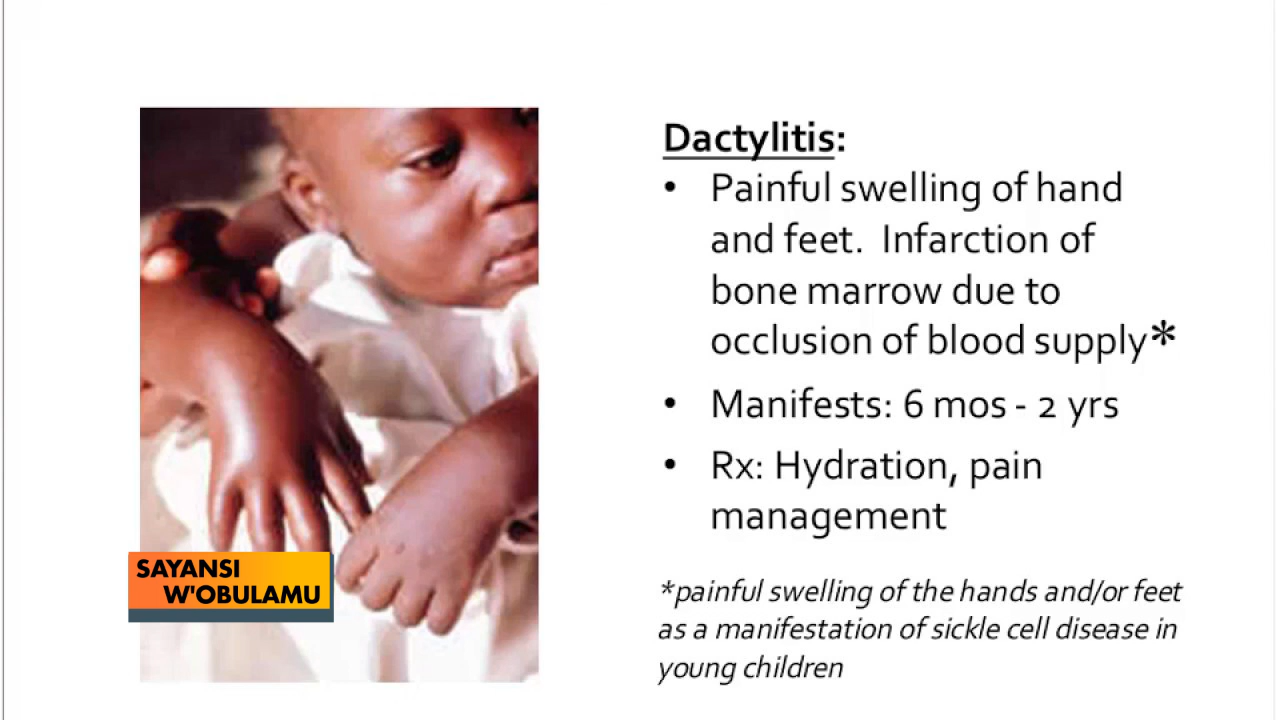 Dactylitis:
• Painful swelling of hand
and feet. Infarction of
bone marrow due to
occlusion of blood supply*
• Manifests: 6 mos - 2 yrs
• Rx: Hydration, pain
management
*painful swelling of the hands and/or feet
as a manifestation of sickle cell disease in
young children
SAYANSI
W'OBULAMU